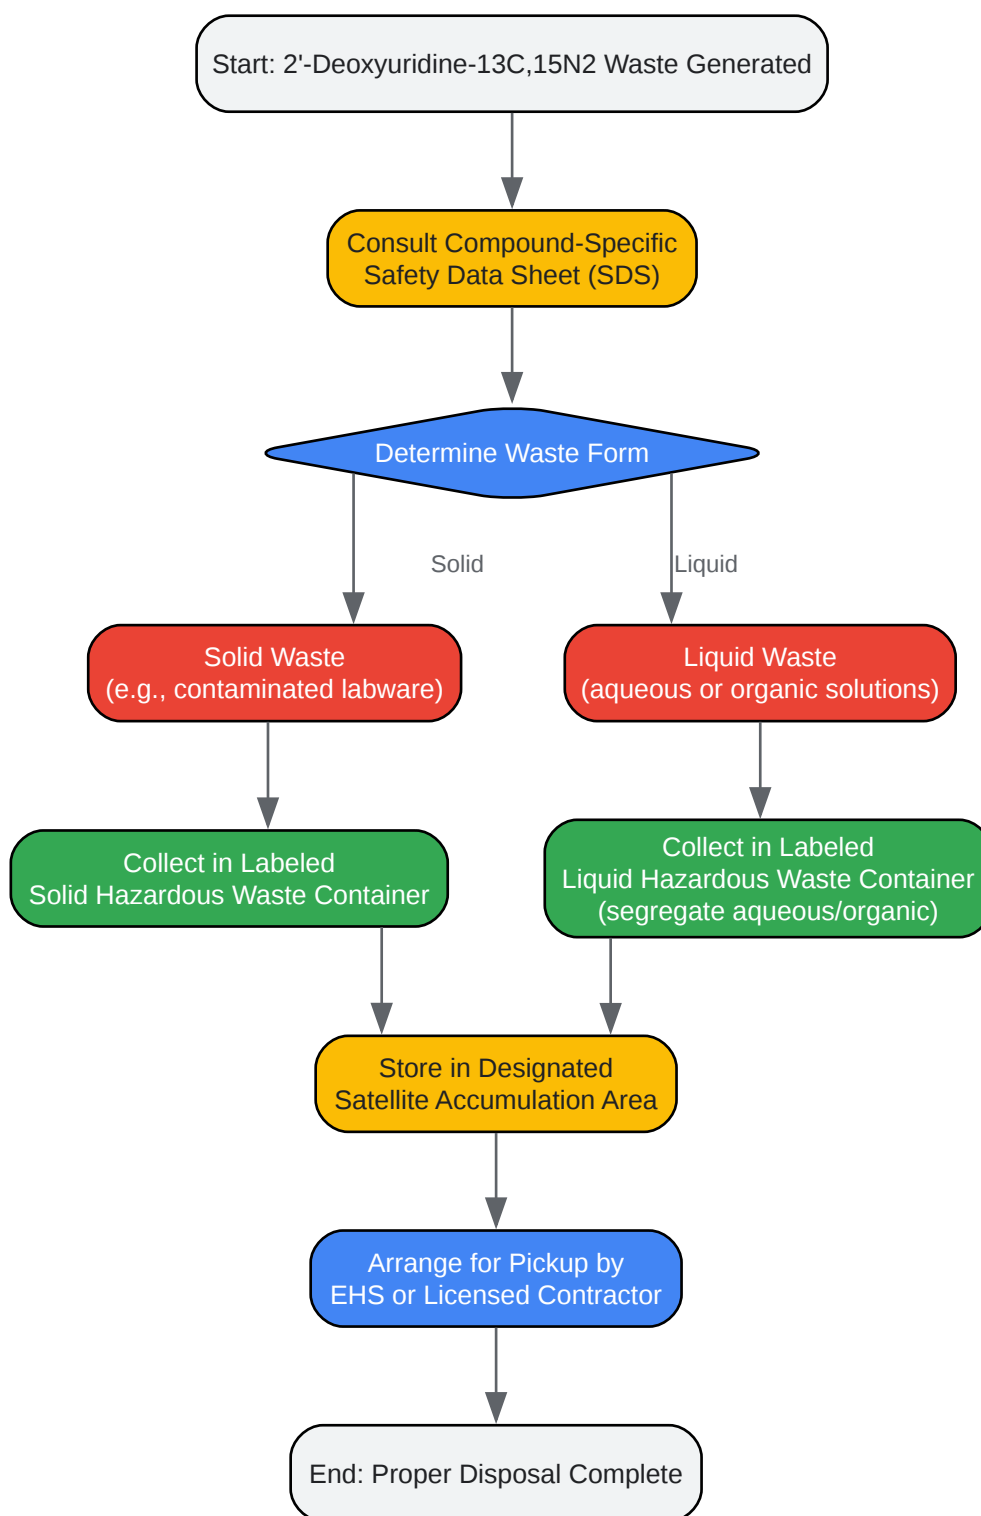 Start: 2'-Deoxyuridine-13C,15N2 Waste Generated
Consult Compound-Specific
Safety Data Sheet (SDS)
Determine Waste Form
Solid
Liquid
Solid Waste
(e.g., contaminated labware)
Liquid Waste
(aqueous or organic solutions)
Collect in Labeled
Solid Hazardous Waste Container
Collect in Labeled
Liquid Hazardous Waste Container
(segregate aqueous/organic)
Store in Designated
Satellite Accumulation Area
Arrange for Pickup by
EHS or Licensed Contractor
End: Proper Disposal Complete